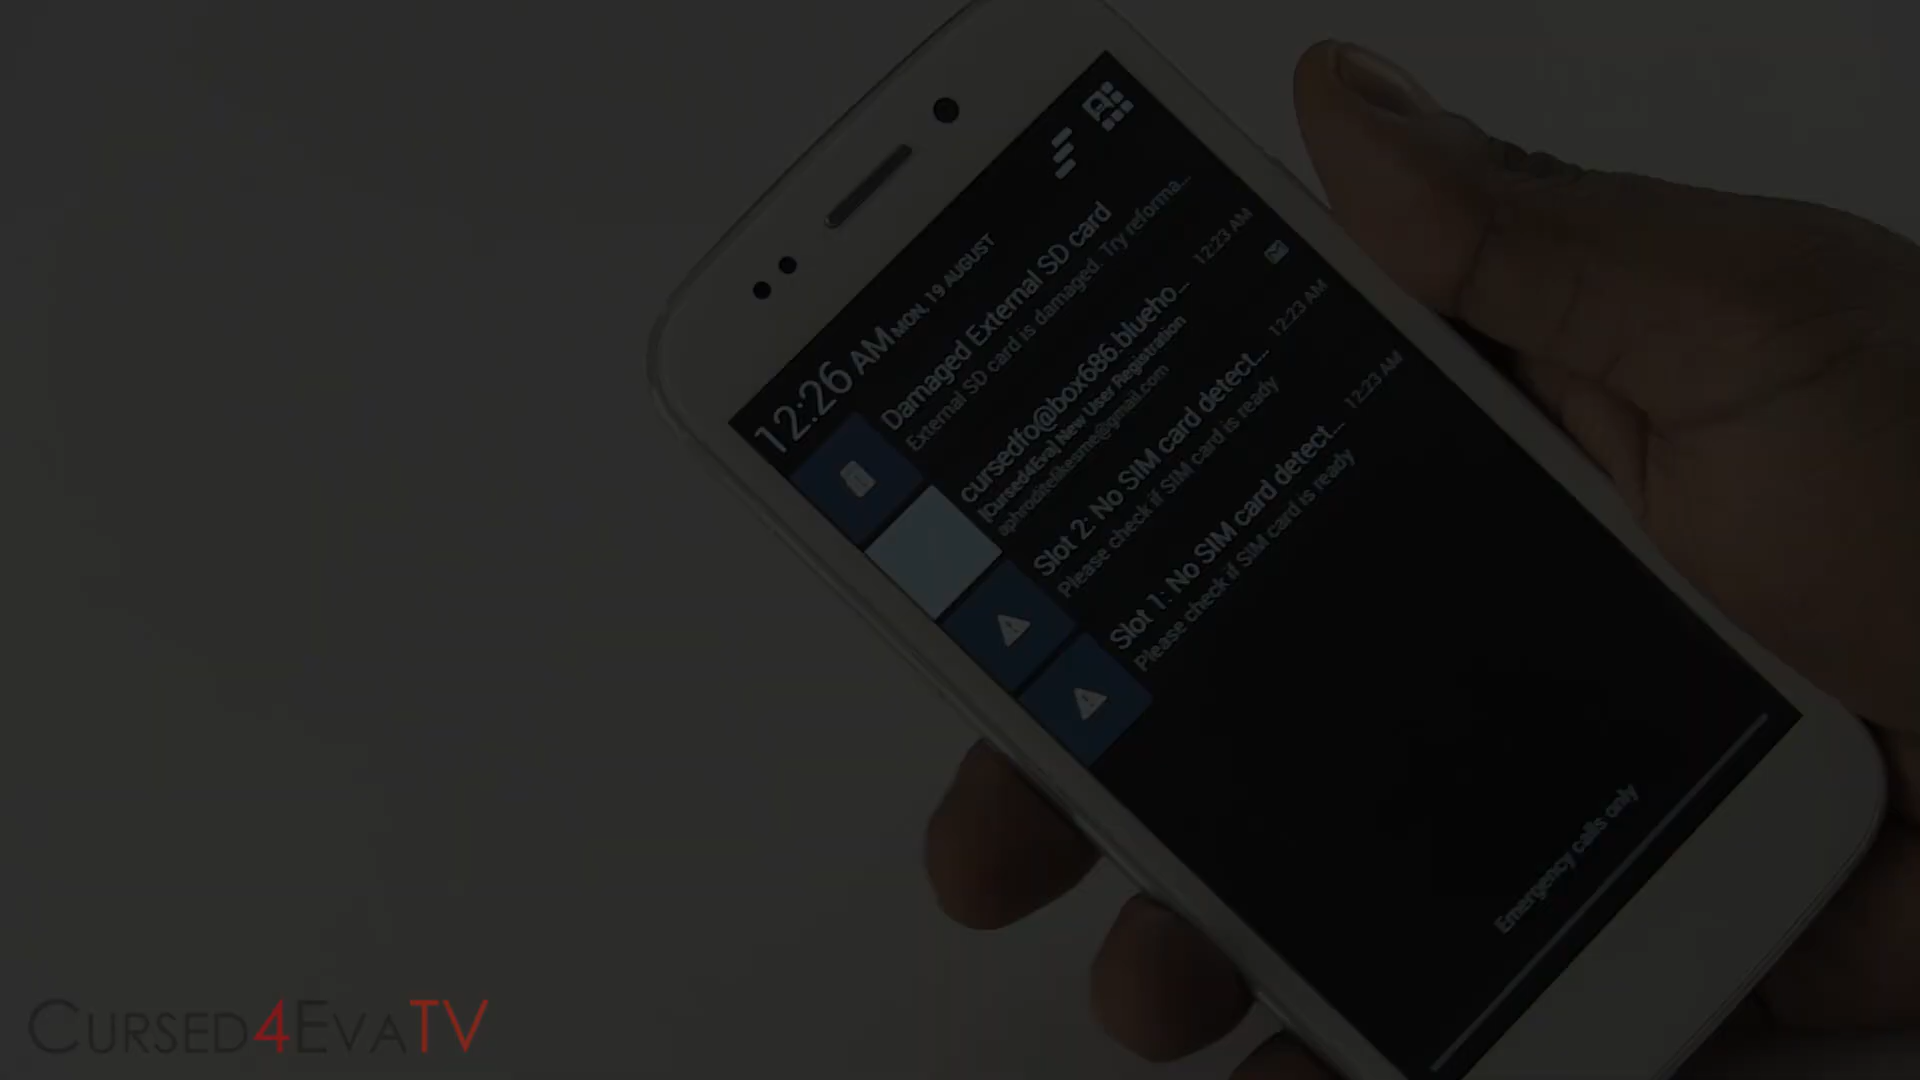 12:26 AM MON, 19 AUGUST
Damaged External SD card
External SD card is damaged. Try reforma...
cursedfo@box686.blueho... 12:23 AM
[Cursed4Eva] New User Registration
aphroditelikesme@gmail.com
Slot 2: No SIM card detect... 12:23 AM
Please check if SIM card is ready
Slot 1: No SIM card detect... 12:23 AM
Please check if SIM card is ready
Emergency calls only
CURSED4EVATV